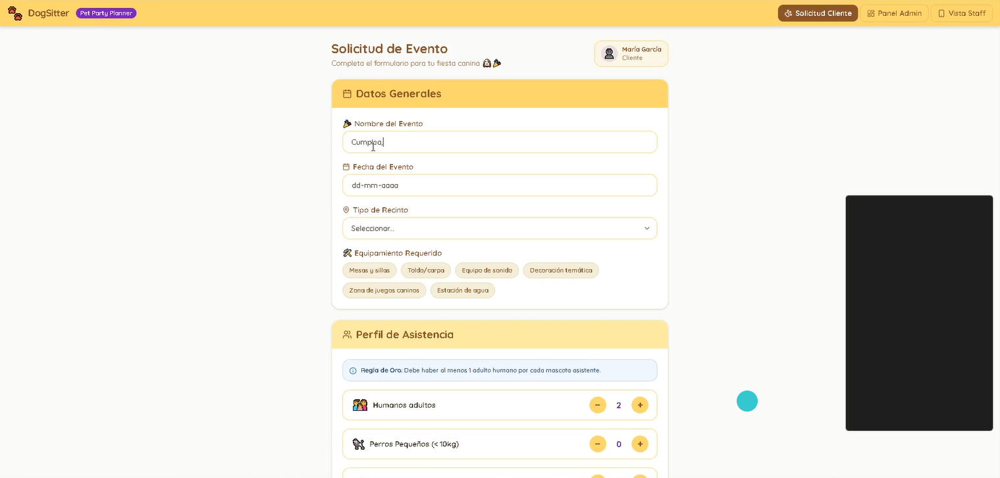 DogSitter Pet Party Planner Solicitud Cliente Panel Admin Vista Staff
Solicitud de Evento
Completa el formulario para tu fiesta canina
María García
Cliente
Datos Generales
Nombre del Evento
Cumplea,
Fecha del Evento
dd-mm-aaaa
Tipo de Recinto
Seleccionar...
Equipamiento Requerido
Mesas y sillas Toldo/carpa Equipo de sonido Decoración temática
Zona de juegos caninos Estación de agua
Perfil de Asistencia
Regla de Oro: Debe haber al menos 1 adulto humano por cada mascota asistente.
Humanos adultos − 2 +
Perros Pequeños (< 10kg) − 0 +